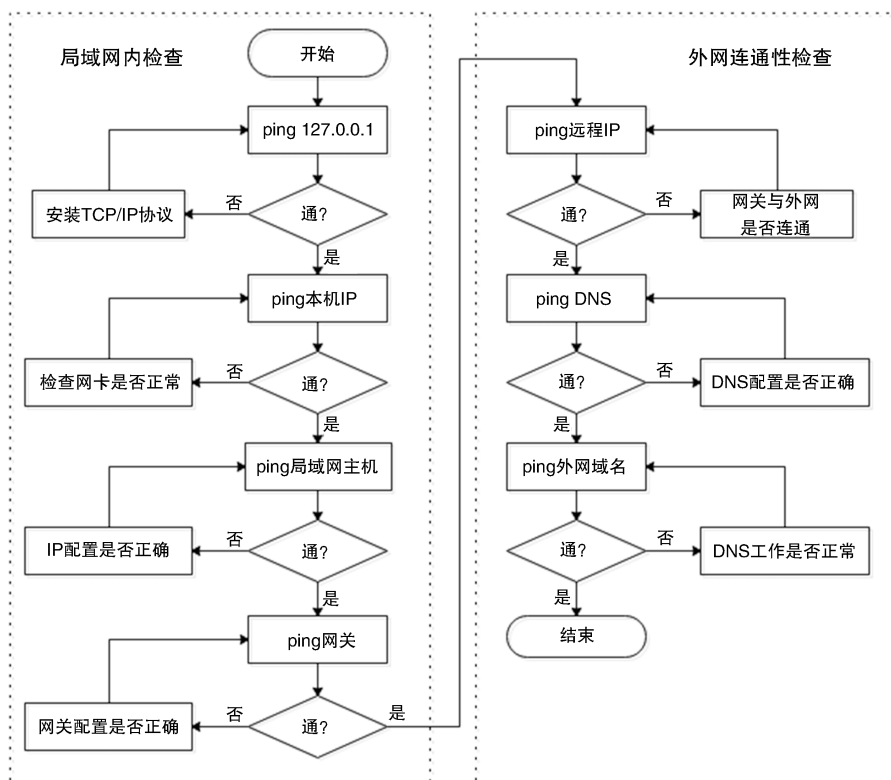 局域网内检查
开始
ping 127.0.0.1
通?
否
安装TCP/IP协议
是
ping本机IP
通?
否
检查网卡是否正常
是
ping局域网主机
通?
否
IP配置是否正确
是
ping网关
通?
否
网关配置是否正确
是
外网连通性检查
ping远程IP
通?
否
网关与外网
是否连通
是
ping DNS
通?
否
DNS配置是否正确
是
ping外网域名
通?
否
DNS工作是否正常
是
结束